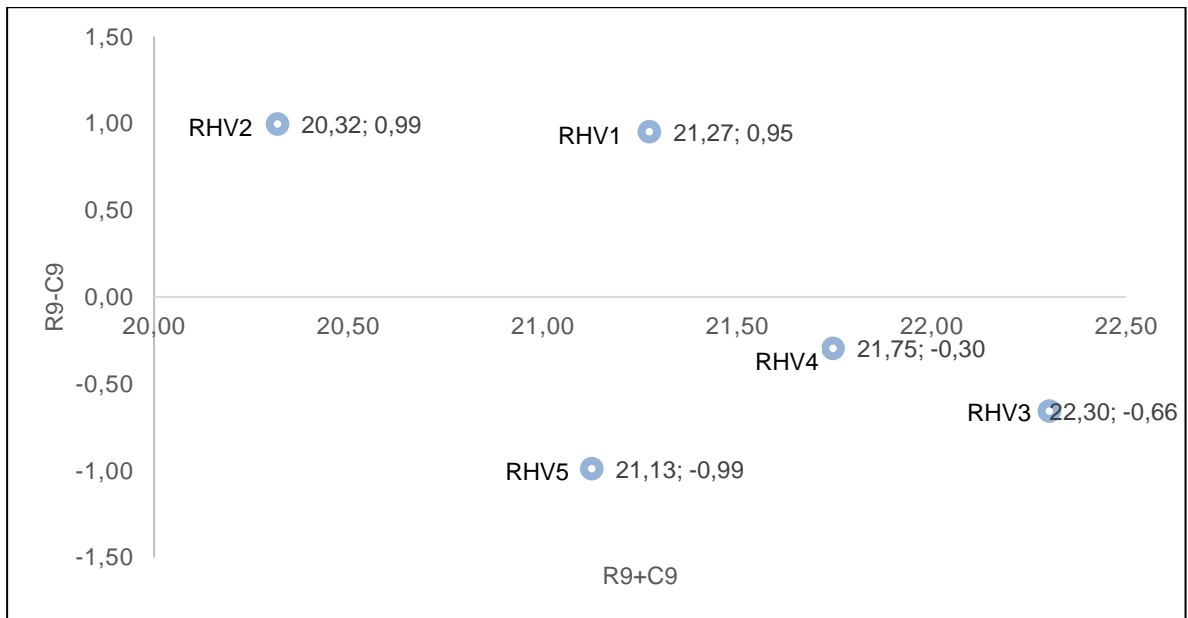 1,50
1,00
RHV2 20,32; 0,99
RHV1 21,27; 0,95
0,50
R9-C9
0,00
20,00 20,50 21,00 21,50 22,00 22,50
RHV4 21,75; -0,30
-0,50
RHV3 22,30; -0,66
-1,00
RHV5 21,13; -0,99
-1,50
R9+C9